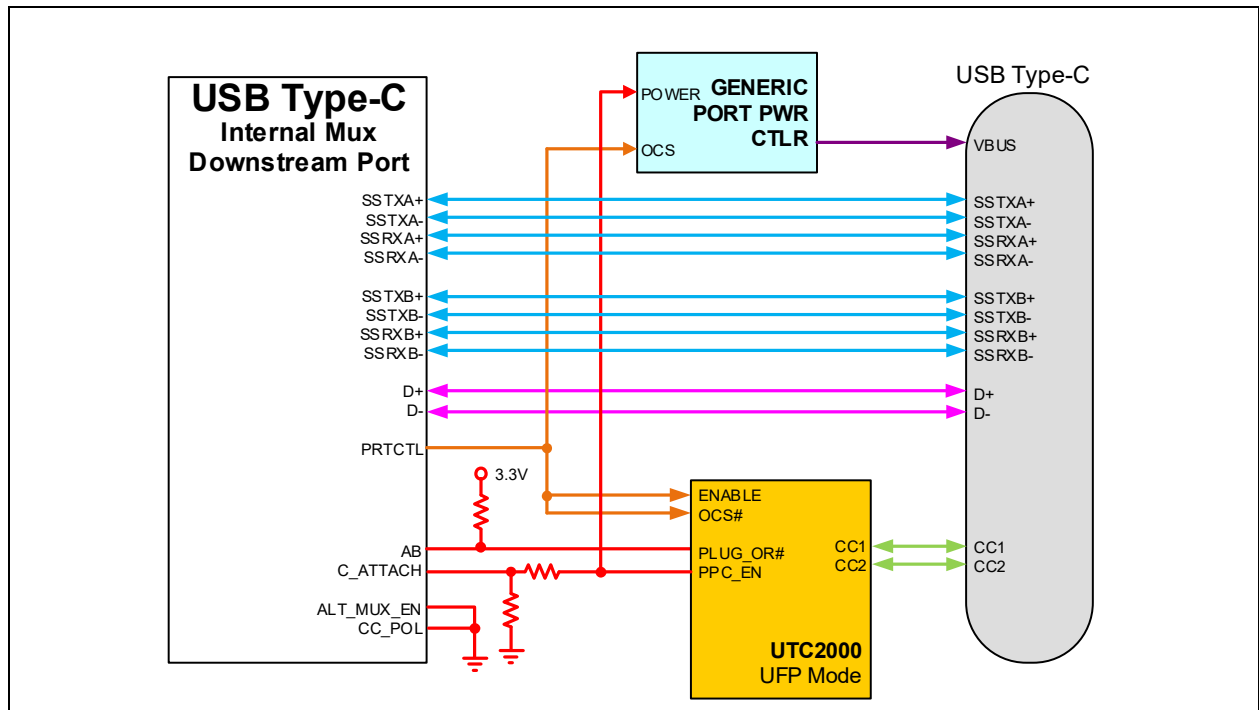 USB Type-C
Internal Mux
Downstream Port
SSTXA+
SSTXA-
SSRXA+
SSRXA-
SSTXB+
SSTXB-
SSRXB+
SSRXB-
D+
D-
PRTCTL
AB
C_ATTACH
ALT_MUX_EN
CC_POL
3.3V
GENERIC
POWER
PORT PWR
CTLR
OCS
ENABLE
OCS#
PLUG_OR#
PPC_EN
CC1
CC2
UTC2000
UFP Mode
USB Type-C
VBUS
SSTXA+
SSTXA-
SSRXA+
SSRXA-
SSTXB+
SSTXB-
SSRXB+
SSRXB-
D+
D-
CC1
CC2